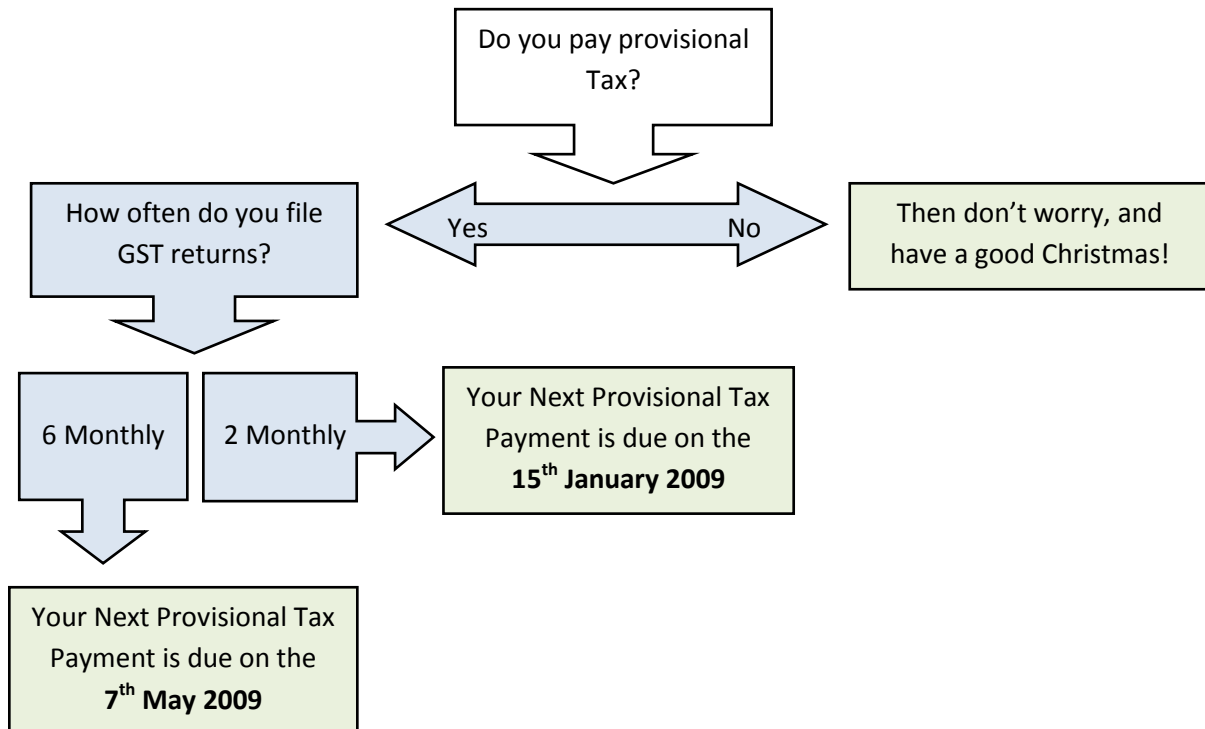 Do you pay provisional
Tax?
How often do you file
GST returns?
Yes
No
Then don’t worry, and
have a good Christmas!
6 Monthly
2 Monthly
Your Next Provisional Tax
Payment is due on the
15th January 2009
Your Next Provisional Tax
Payment is due on the
7th May 2009